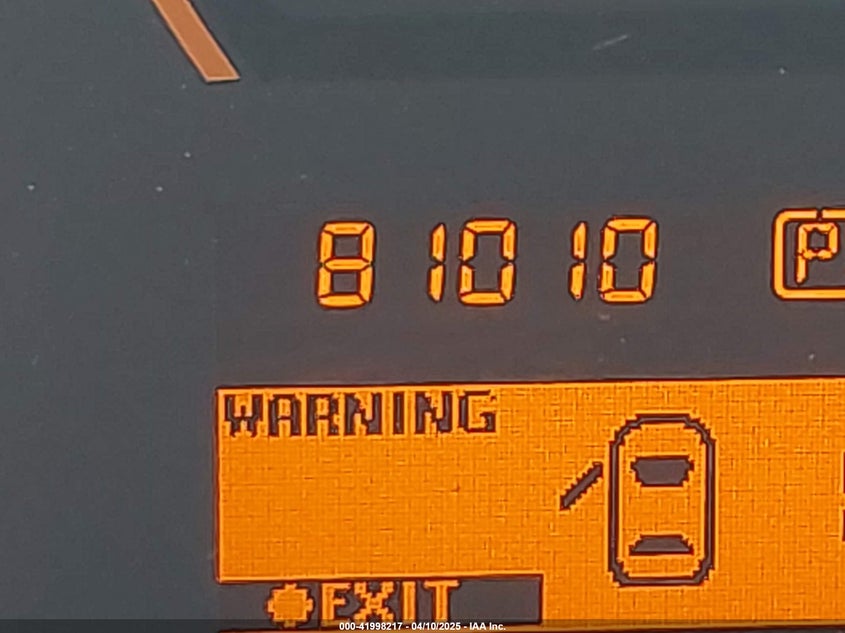 81010 P
WARNING
EXIT
000-41998217 - 04/10/2025 - IAA Inc.